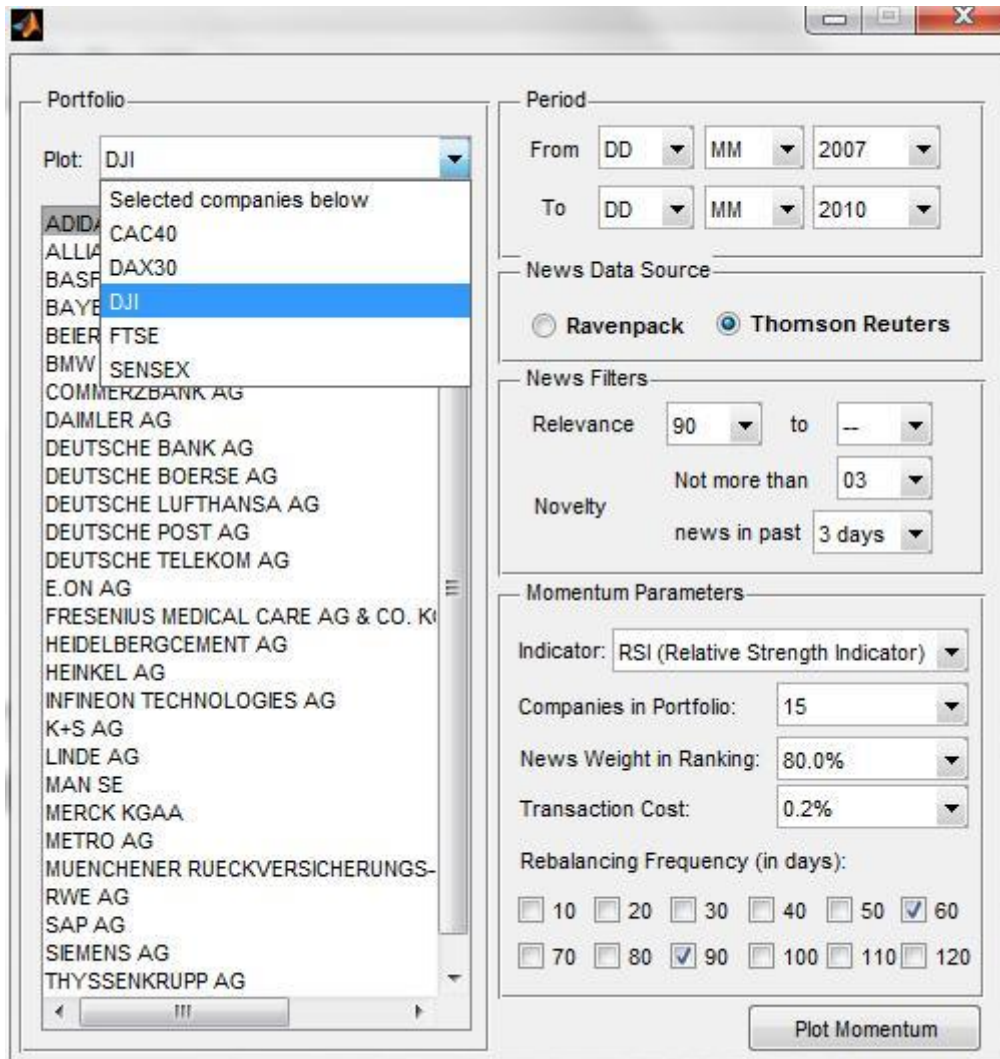 Portfolio
Plot: DJI
Selected companies below
CAC40
DAX30
DJI
FTSE
SENSEX
BMW
COMMERZBANK AG
DAIMLER AG
DEUTSCHE BANK AG
DEUTSCHE BOERSE AG
DEUTSCHE LUFTHANSA AG
DEUTSCHE POST AG
DEUTSCHE TELEKOM AG
E.ON AG
FRESENIUS MEDICAL CARE AG & CO.
HEIDELBERGCEMENT AG
HEINKEL AG
INFINEON TECHNOLOGIES AG
K+S AG
LINDE AG
MAN SE
MERCK KGAA
METRO AG
MUENCHENER RUECKVERSICHERUNGS-
RWE AG
SAP AG
SIEMENS AG
THYSSENKRUPP AG
Period
From DD MM 2007
To DD MM 2010
News Data Source
Ravenpack Thomson Reuters
News Filters
Relevance 90 to --
Not more than 03
Novelty
news in past 3 days
Momentum Parameters
Indicator: RSI (Relative Strength Indicator)
Companies in Portfolio: 15
News Weight in Ranking: 80.0%
Transaction Cost: 0.2%
Rebalancing Frequency (in days):
10 20 30 40 50 60
70 80 90 100 110 120
Plot Momentum